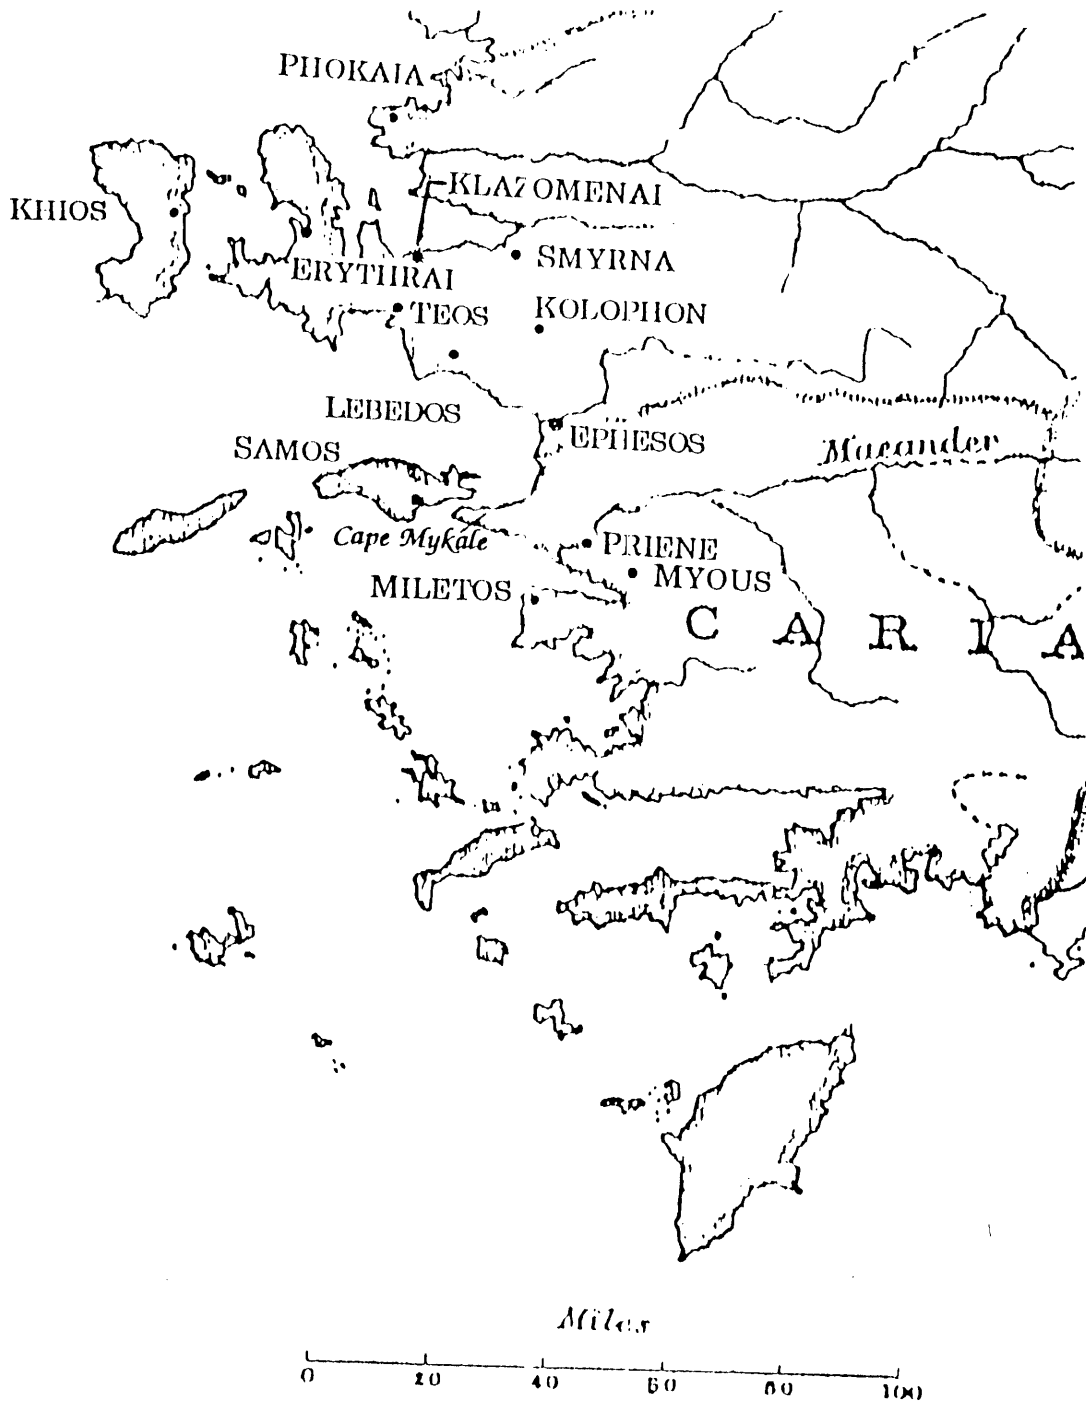 PHOKAIA
KLAZOMENAI
KHIOS
SMYRNA
ERYTHRAI
TEOS
KOLOPHON
LEBEDOS
EPHESOS
SAMOS
Maeander
Cape Mykale
PRIENE
MYOUS
MILETOS
CARIA
Miles
0 20 40 60 80 100